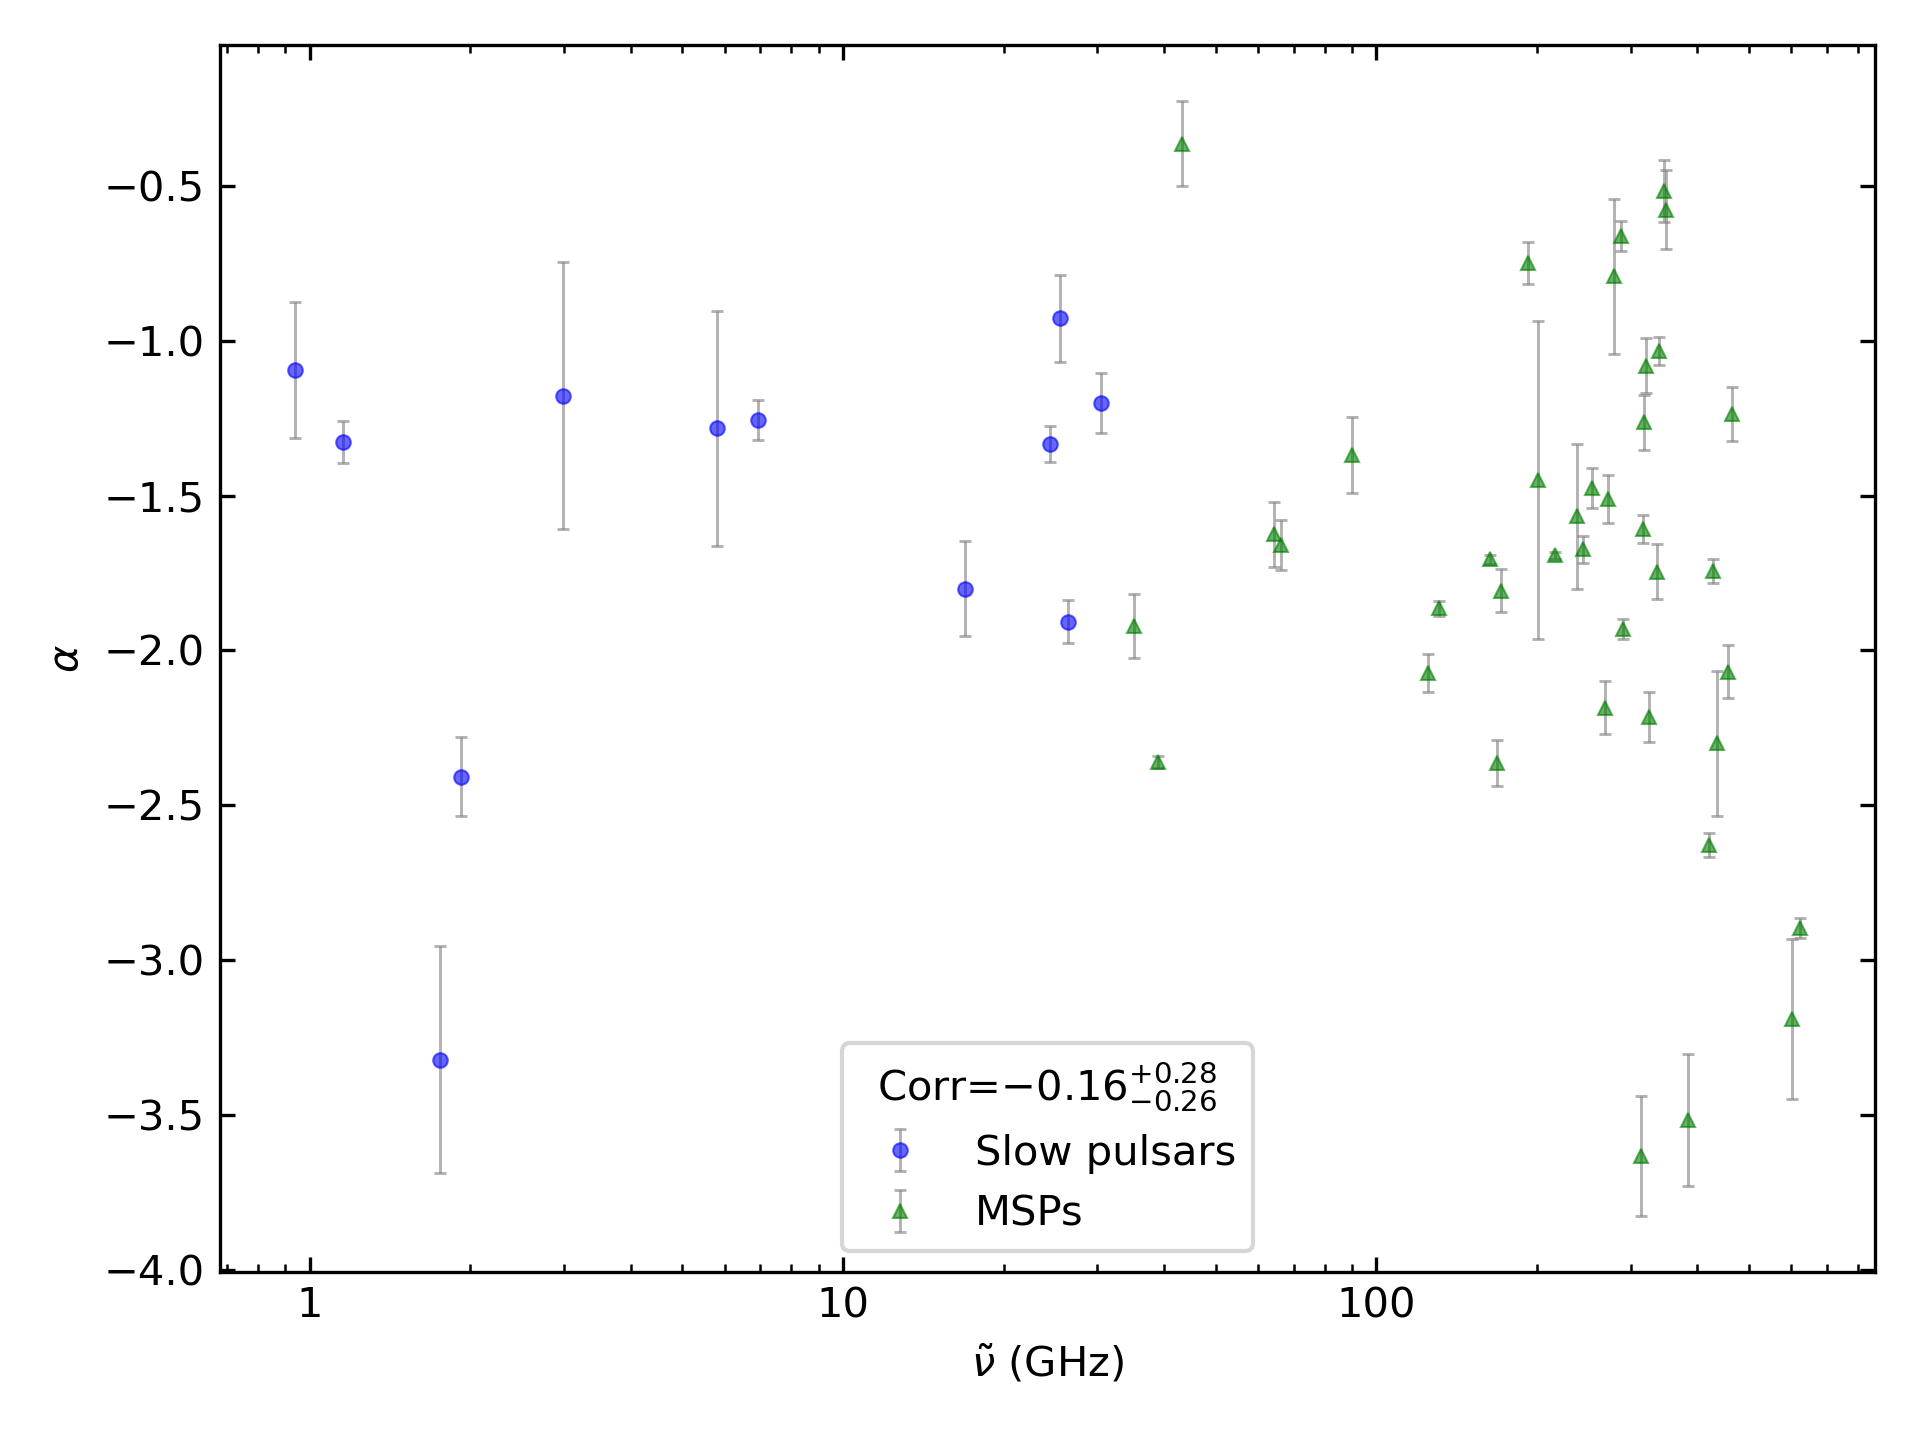 −0.5
−1.0
−1.5
−2.0
−2.5
−3.0
−3.5
−4.0
α
Corr=−0.16 +0.28 −0.26
Slow pulsars
MSPs
1 10 100
ν̃ (GHz)